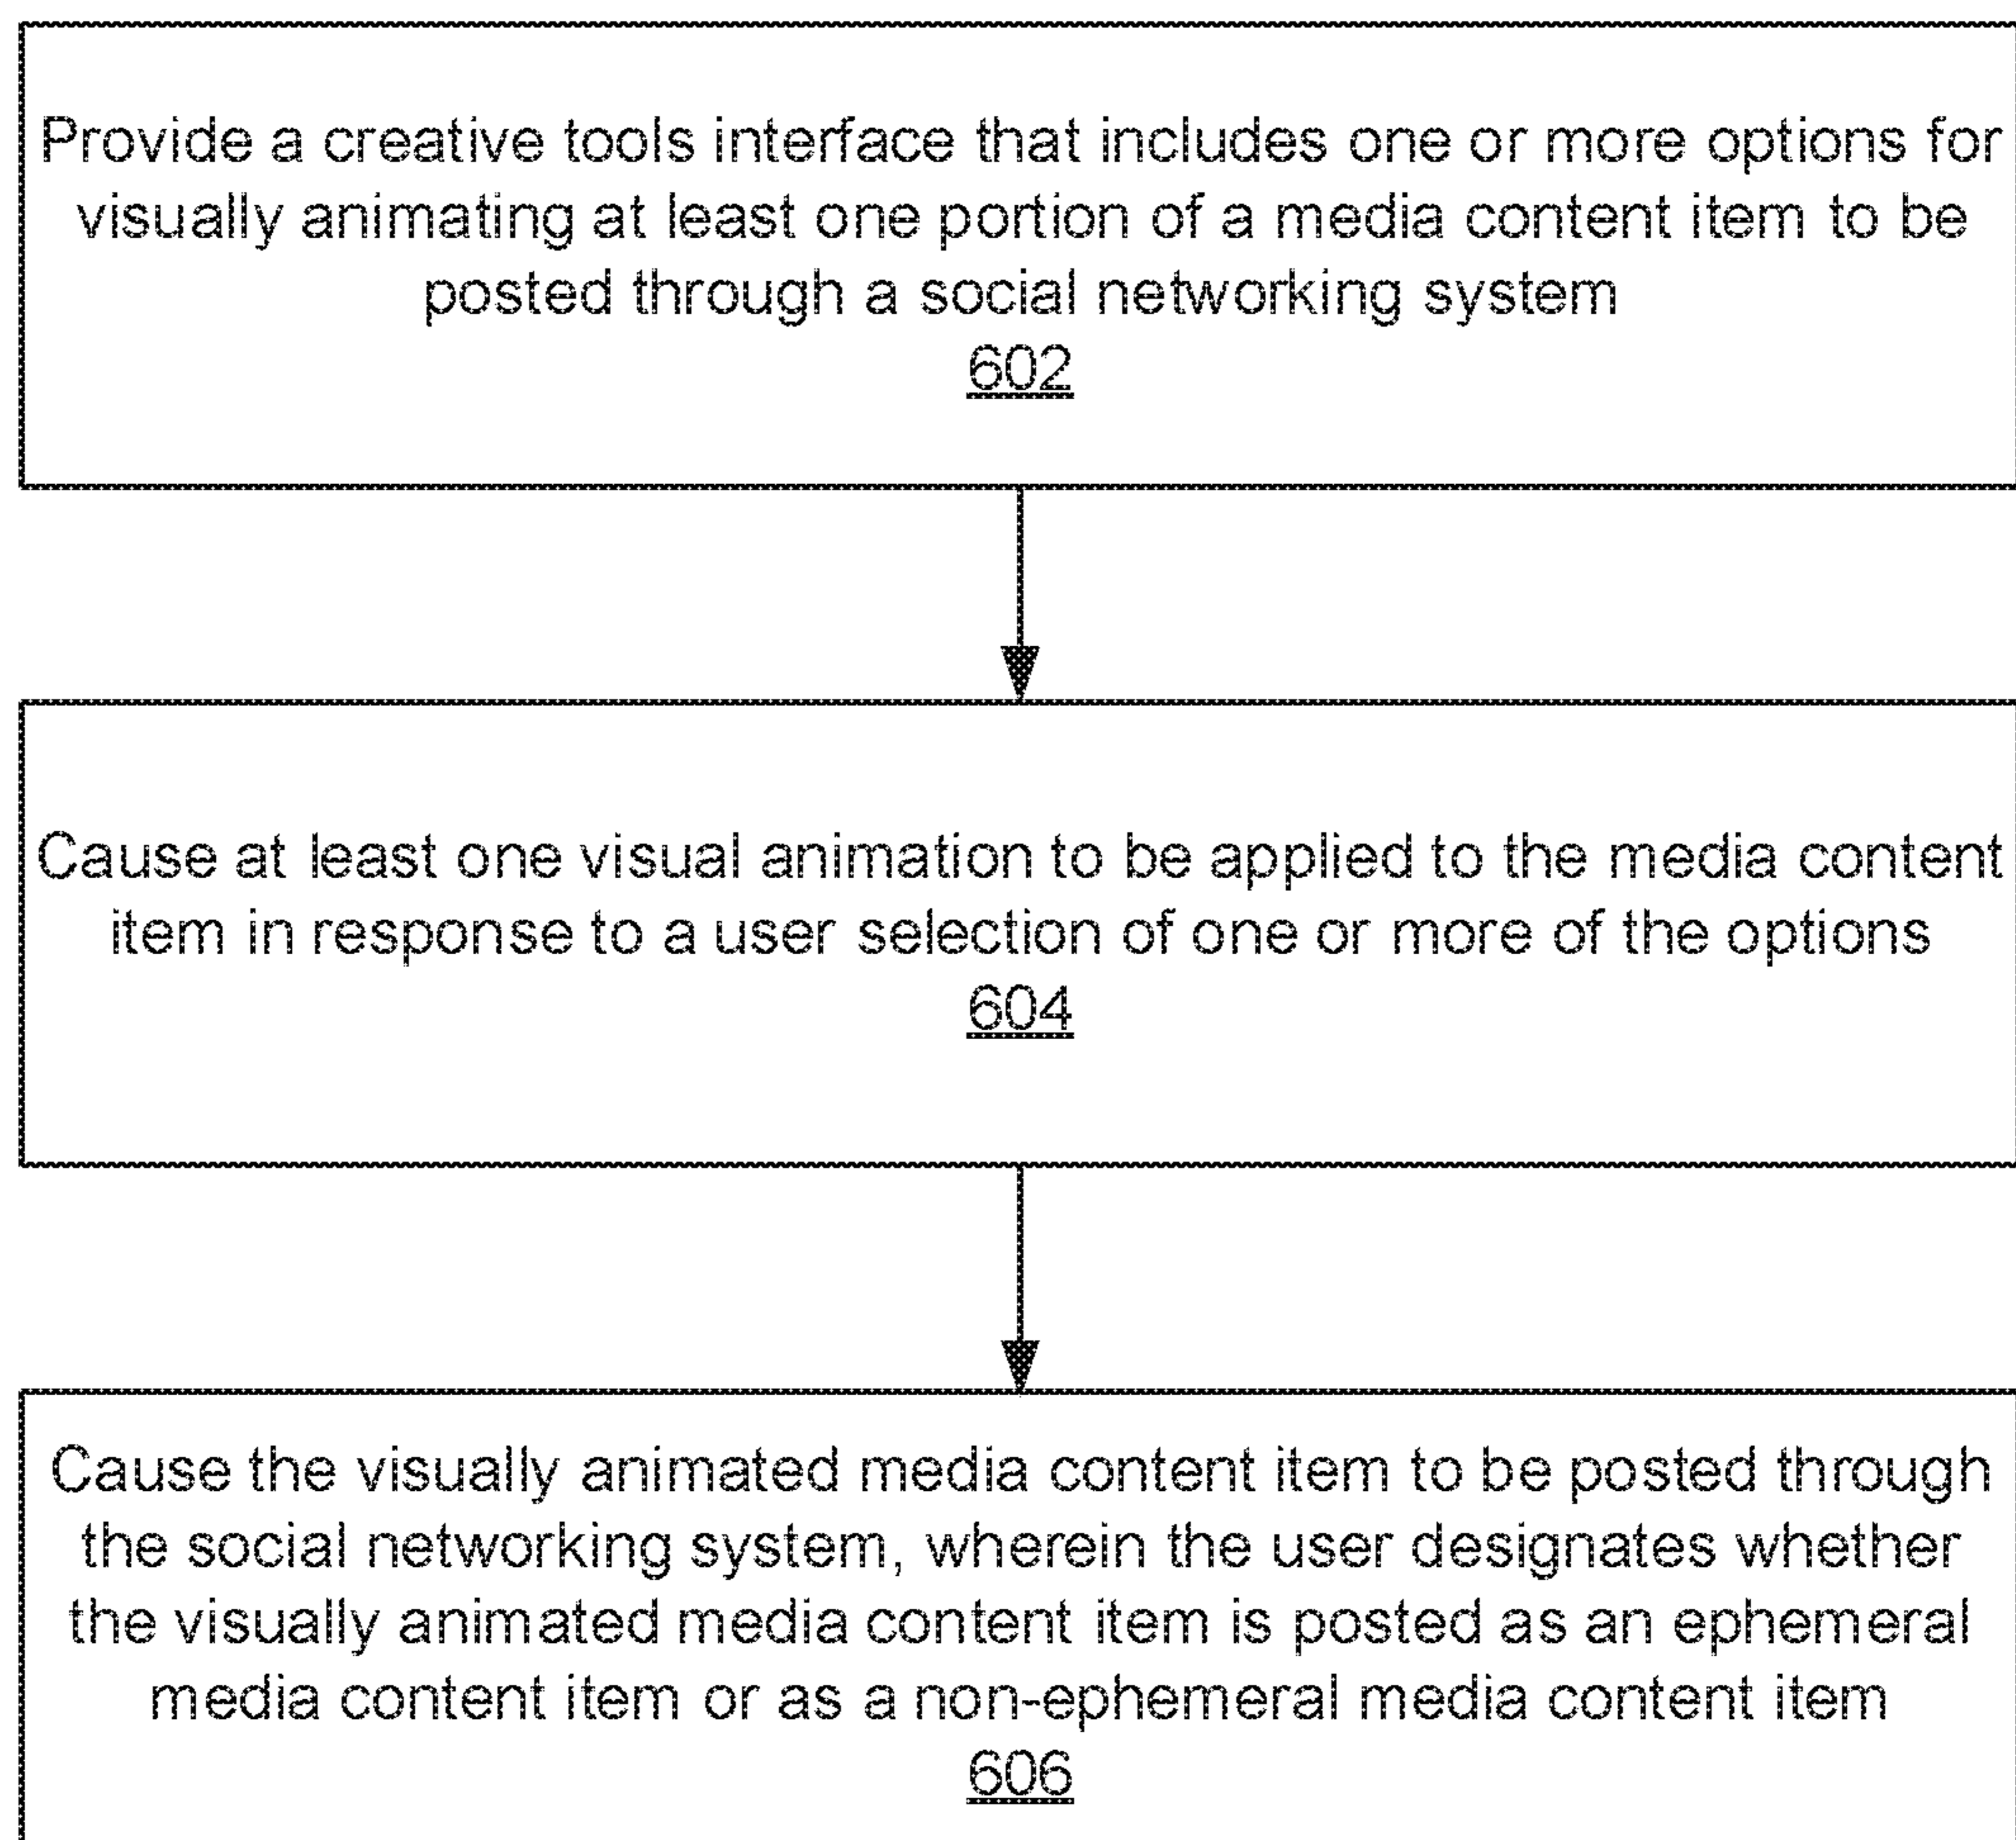 Provide a creative tools interface that includes one or more options for
visually animating at least one portion of a media content item to be
posted through a social networking system
602
Cause at least one visual animation to be applied to the media content
item in response to a user selection of one or more of the options
604
Cause the visually animated media content item to be posted through
the social networking system, wherein the user designates whether
the visually animated media content item is posted as an ephemeral
media content item or as a non-ephemeral media content item
606